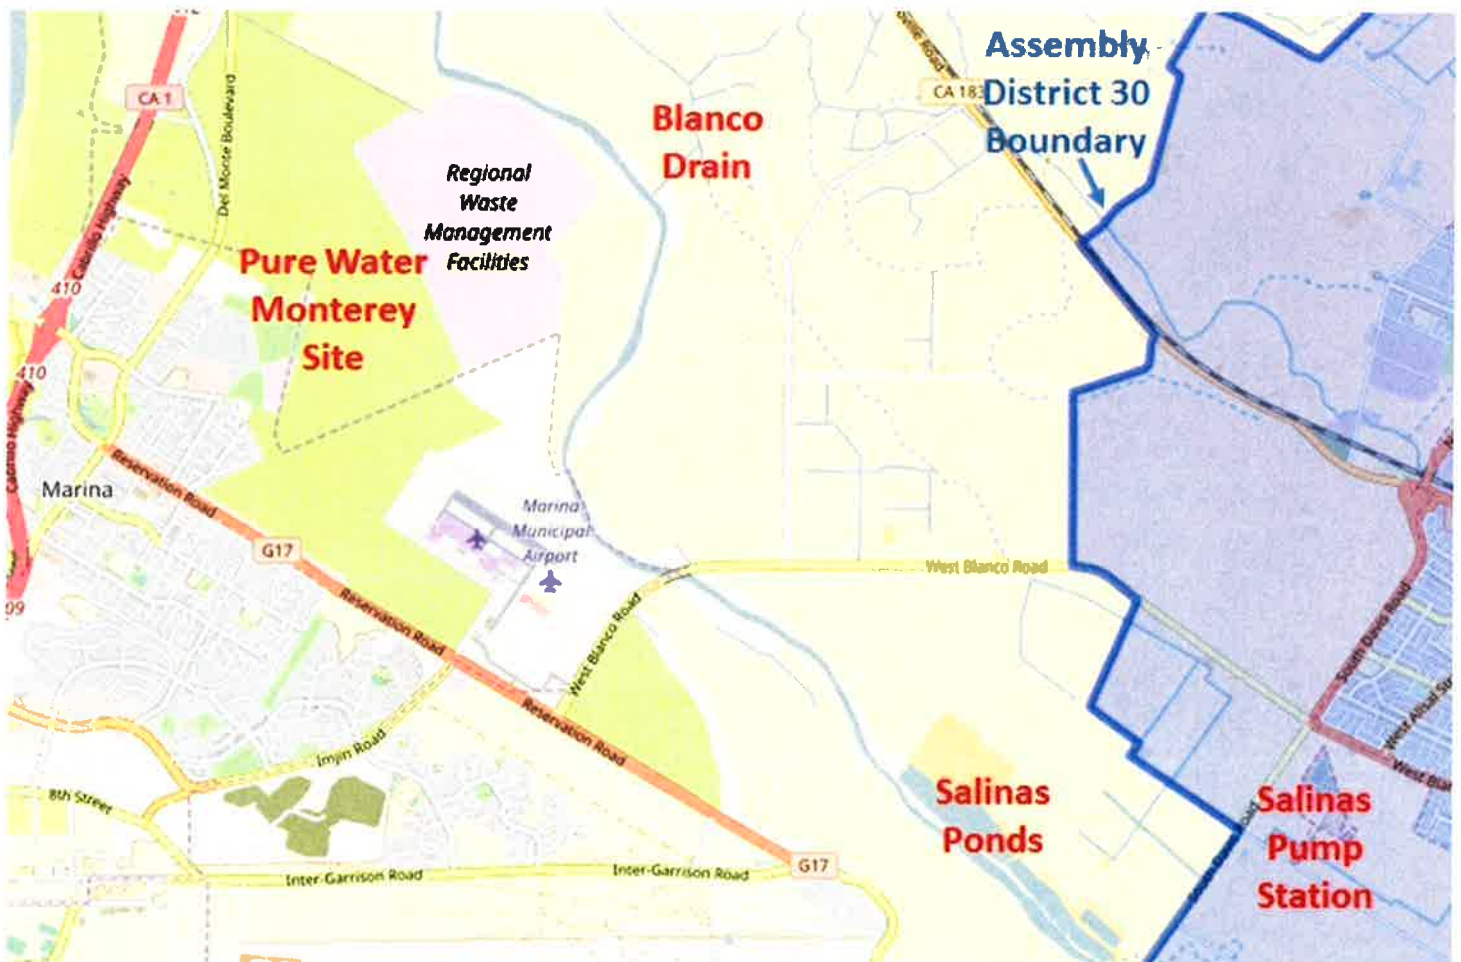 CA 1
Assembly
District 30
Boundary
CA 183
Blanco
Drain
Del Monte Boulevard
Regional
Waste
Management
Facilities
Cabrillo Highway
Pure Water
Monterey
Site
410
410
Cabrillo Highway
Reservation Road
Marina
Marina
Municipal
Airport
G17
West Blanco Road
Reservation Road
West Blanco Road
South Davis Road
Reservation Road
Imjin Road
8th Street
Salinas
Ponds
Salinas
Pump
Station
Inter-Garrison Road
Inter-Garrison Road
G17